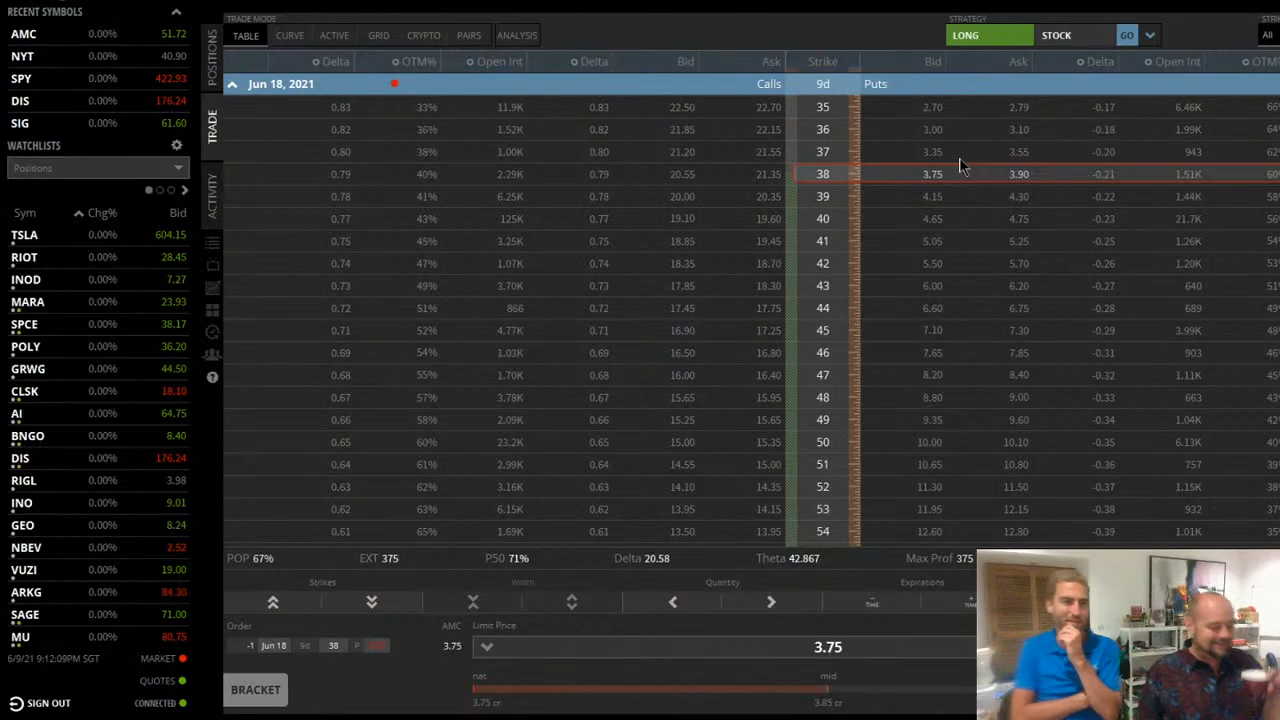 RECENT SYMBOLS
AMC 0.00% 51.72
NYT 0.00% 40.90
SPY 0.00% 422.93
DIS 0.00% 176.24
SIG 0.00% 61.60
WATCHLISTS
Positions
Sym Chg% Bid
TSLA 0.00% 604.15
RIOT 0.00% 28.45
INOD 0.00% 7.27
MARA 0.00% 23.93
SPCE 0.00% 38.17
POLY 0.00% 36.20
GRWG 0.00% 44.50
CLSK 0.00% 18.10
AI 0.00% 64.75
BNGO 0.00% 8.40
DIS 0.00% 176.24
RIGL 0.00% 3.98
INO 0.00% 9.01
GEO 0.00% 8.24
NBEV 0.00% 2.52
VUZI 0.00% 19.00
ARKG 0.00% 84.30
SAGE 0.00% 71.00
MU 0.00% 80.75
6/9/21 9:12:09PM SGT MARKET
QUOTES
SIGN OUT CONNECTED
POSITIONS
TRADE
ACTIVITY
TRADE MODE
TABLE CURVE ACTIVE GRID CRYPTO PAIRS ANALYSIS
STRATEGY
LONG STOCK GO
All
Delta OTM% Open Int Delta Bid Ask Strike Bid Ask Delta Open Int OTM%
Jun 18, 2021 Calls 9d Puts
0.83 33% 11.9K 0.83 22.50 22.70 35 2.70 2.79 -0.17 6.46K
0.82 36% 1.52K 0.82 21.85 22.15 36 3.00 3.10 -0.18 1.99K
0.80 38% 1.00K 0.80 21.20 21.55 37 3.35 3.55 -0.20 943
0.79 40% 2.29K 0.79 20.55 21.35 38 3.75 3.90 -0.21 1.51K
0.78 41% 6.25K 0.78 20.00 20.35 39 4.15 4.30 -0.22 1.44K
0.77 43% 125K 0.77 19.10 19.60 40 4.65 4.75 -0.23 21.7K
0.75 45% 3.25K 0.75 18.85 19.45 41 5.05 5.25 -0.25 1.26K
0.74 47% 1.07K 0.74 18.35 18.70 42 5.50 5.70 -0.26 1.20K
0.73 49% 3.70K 0.73 17.85 18.30 43 6.00 6.20 -0.27 640
0.72 51% 866 0.72 17.45 17.75 44 6.60 6.75 -0.28 689
0.71 52% 4.77K 0.71 16.90 17.25 45 7.10 7.30 -0.29 3.99K
0.69 54% 1.03K 0.69 16.50 16.80 46 7.65 7.85 -0.31 903
0.68 55% 1.70K 0.68 16.00 16.40 47 8.20 8.40 -0.32 1.11K
0.67 57% 3.78K 0.67 15.65 15.95 48 8.80 9.00 -0.33 663
0.66 58% 2.09K 0.66 15.25 15.65 49 9.35 9.60 -0.34 1.04K
0.65 60% 23.2K 0.65 15.00 15.35 50 10.00 10.10 -0.35 6.13K
0.64 61% 2.99K 0.64 14.55 15.00 51 10.65 10.80 -0.36 757
0.63 62% 3.16K 0.63 14.10 14.35 52 11.30 11.50 -0.37 1.15K
0.62 63% 6.15K 0.62 13.95 14.15 53 11.95 12.15 -0.38 932
0.61 65% 1.69K 0.61 13.50 13.95 54 12.60 12.80 -0.39 1.01K
POP 67% EXT 375 P50 71% Delta 20.58 Theta 42.867 Max Prof 375
Strikes Width Quantity Expirations
TIME TIME
Order AMC Limit Price
-1 Jun 18 9d 38 P 3.75 3.75
BRACKET
nat mid
3.75 cr 3.85 cr